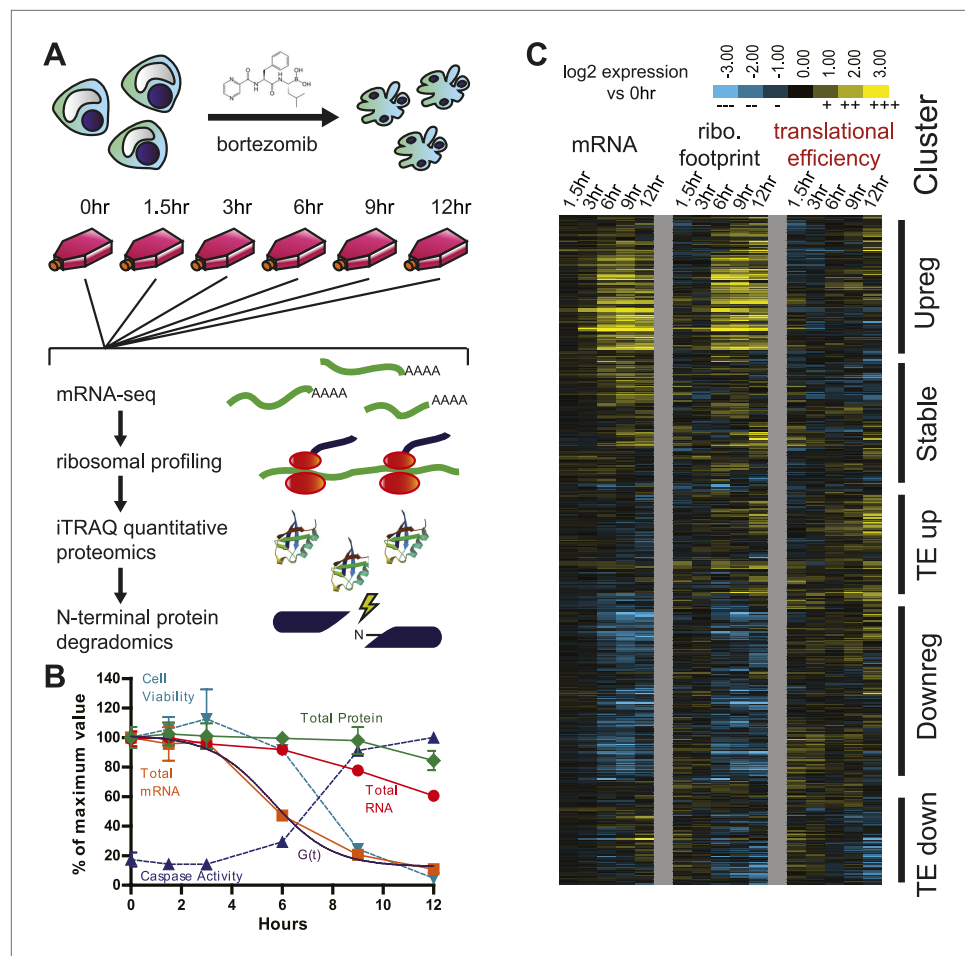 A
bortezomib
0hr 1.5hr 3hr 6hr 9hr 12hr
mRNA-seq
AAAA
AAAA
AAAA
ribosomal profiling
iTRAQ quantitative
proteomics
N-terminal protein
degradomics
N
B
% of maximum value
140
120
100
80
60
40
20
0
0 2 4 6 8 10 12
Hours
Cell
Viability
Total Protein
Total
mRNA
Total
RNA
G(t)
Caspase Activity
C
log2 expression
vs 0hr
-3.00 -2.00 -1.00 0.00 1.00 2.00 3.00
--- -- - + ++ +++
mRNA
ribo.
footprint
translational
efficiency
Cluster
1.5hr 3hr 6hr 9hr 12hr 1.5hr 3hr 6hr 9hr 12hr 1.5hr 3hr 6hr 9hr 12hr
Upreg
Stable
TE up
Downreg
TE down